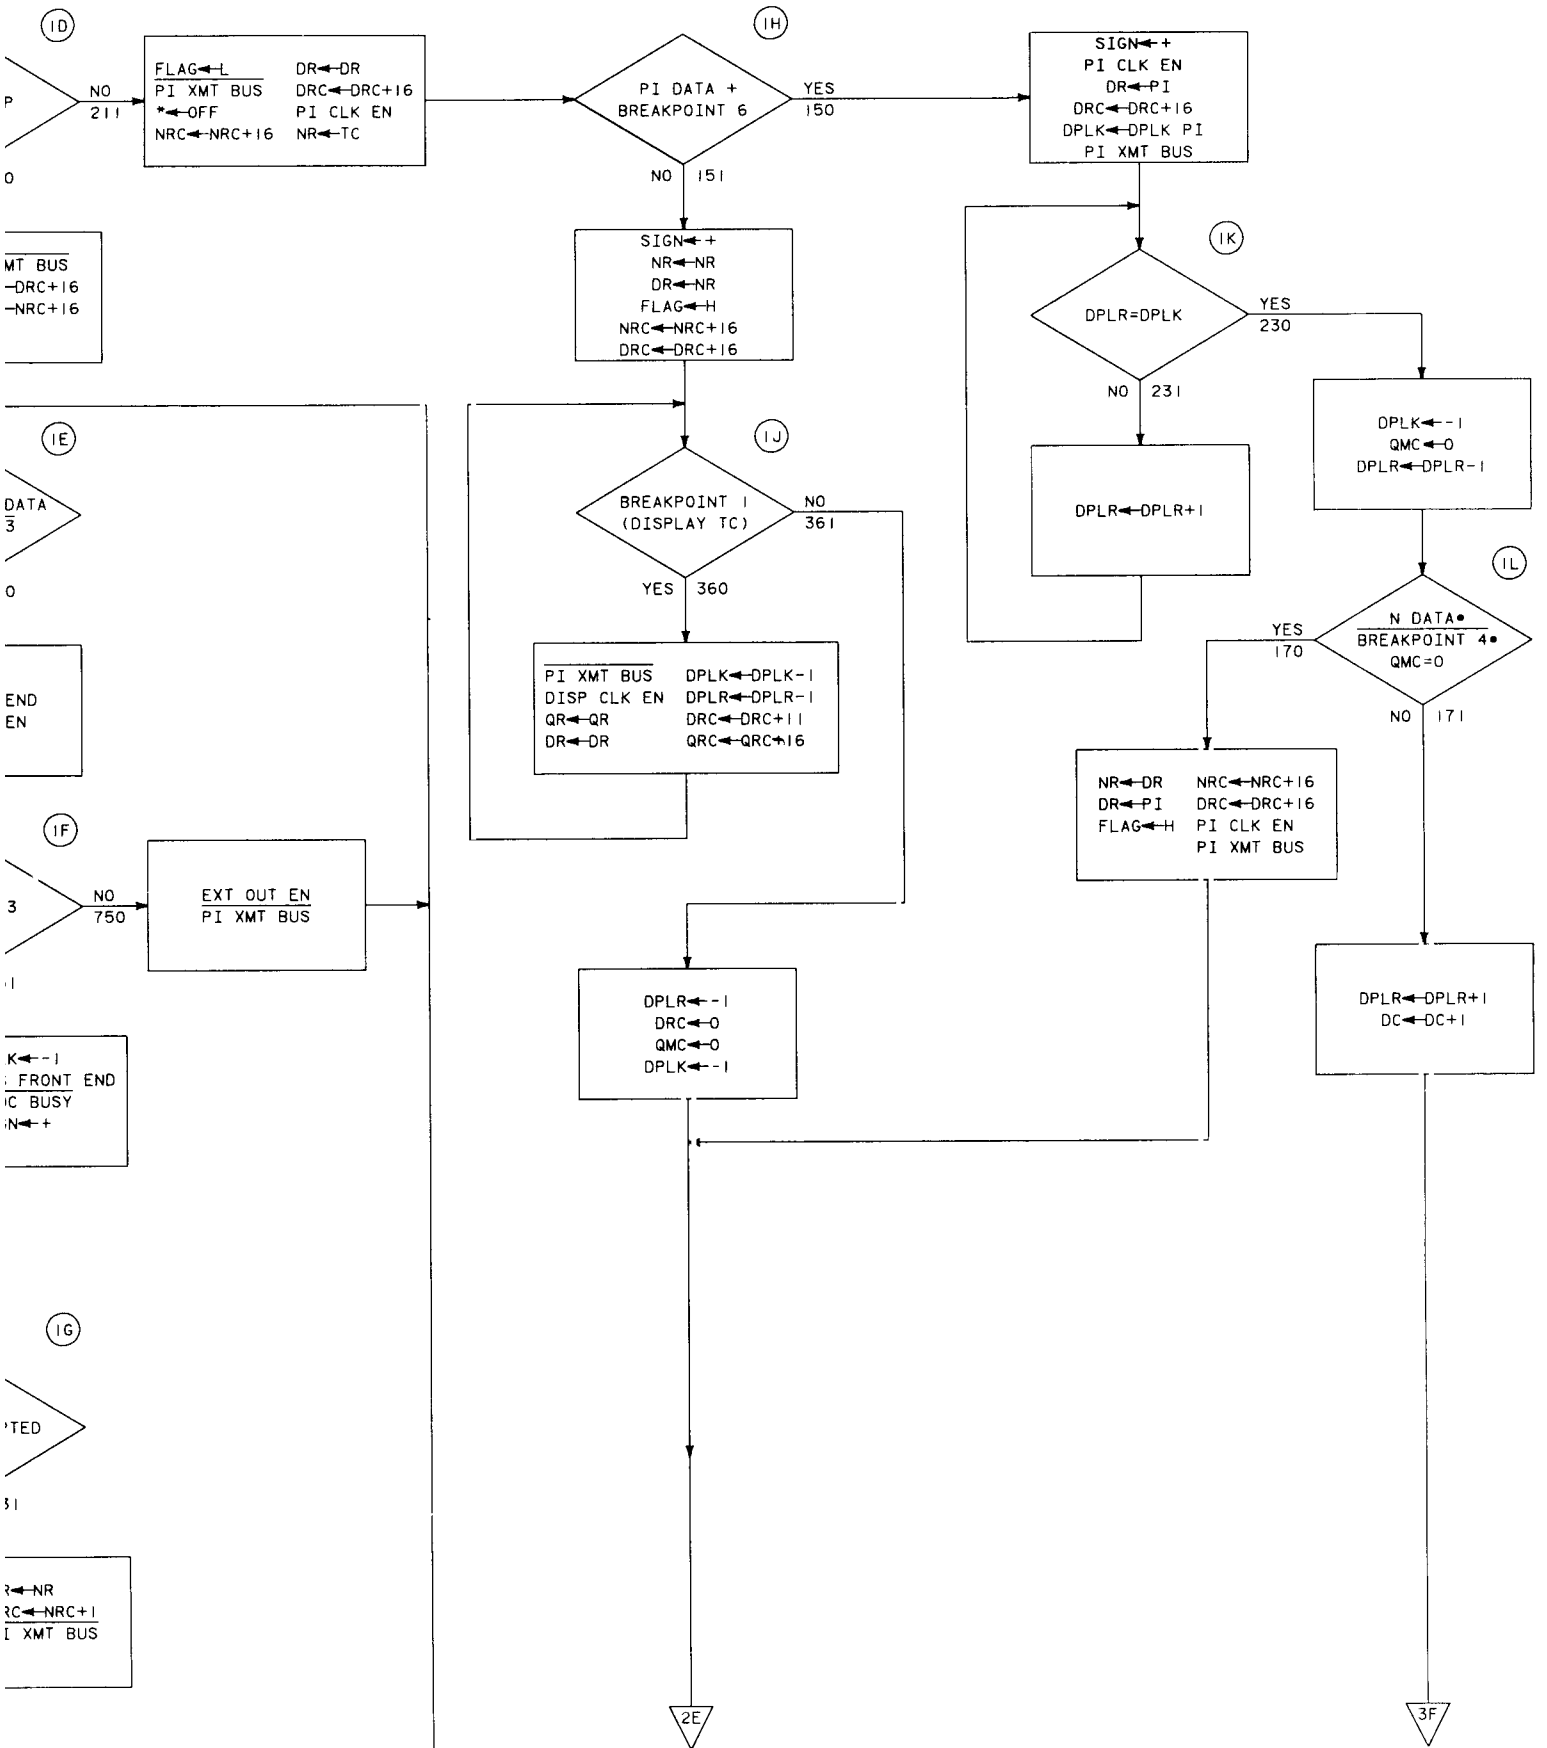 1D
P
NO
211
0
FLAG←L DR←DR
PI XMT BUS DRC←DRC+16
*←OFF PI CLK EN
NRC←NRC+16 NR←TC
1H
PI DATA +
BREAKPOINT 6
YES
150
NO 151
SIGN←+
PI CLK EN
DR←PI
DRC←DRC+16
DPLK←DPLK PI
PI XMT BUS
MT BUS
←DRC+16
←NRC+16
SIGN←+
NR←NR
DR←NR
FLAG←H
NRC←NRC+16
DRC←DRC+16
1K
DPLR=DPLK
YES
230
NO 231
DPLR←DPLR+1
DPLK←-1
QMC←0
DPLR←DPLR-1
1E
DATA
3
0
END
EN
1J
BREAKPOINT 1
(DISPLAY TC)
NO
361
YES 360
PI XMT BUS DPLK←DPLK-1
DISP CLK EN DPLR←DPLR-1
QR←QR DRC←DRC+11
DR←DR QRC←QRC+16
1L
N DATA•
BREAKPOINT 4•
QMC=0
YES
170
NO 171
NR←DR NRC←NRC+16
DR←PI DRC←DRC+16
FLAG←H PI CLK EN
PI XMT BUS
1F
3
NO
750
EXT OUT EN
PI XMT BUS
DPLR←-1
DRC←0
QMC←0
DPLK←-1
DPLR←DPLR+1
DC←DC+1
K←-1
FRONT END
C BUSY
N←+
1G
TED
31
R←NR
RC←NRC+1
I XMT BUS
2E
3F